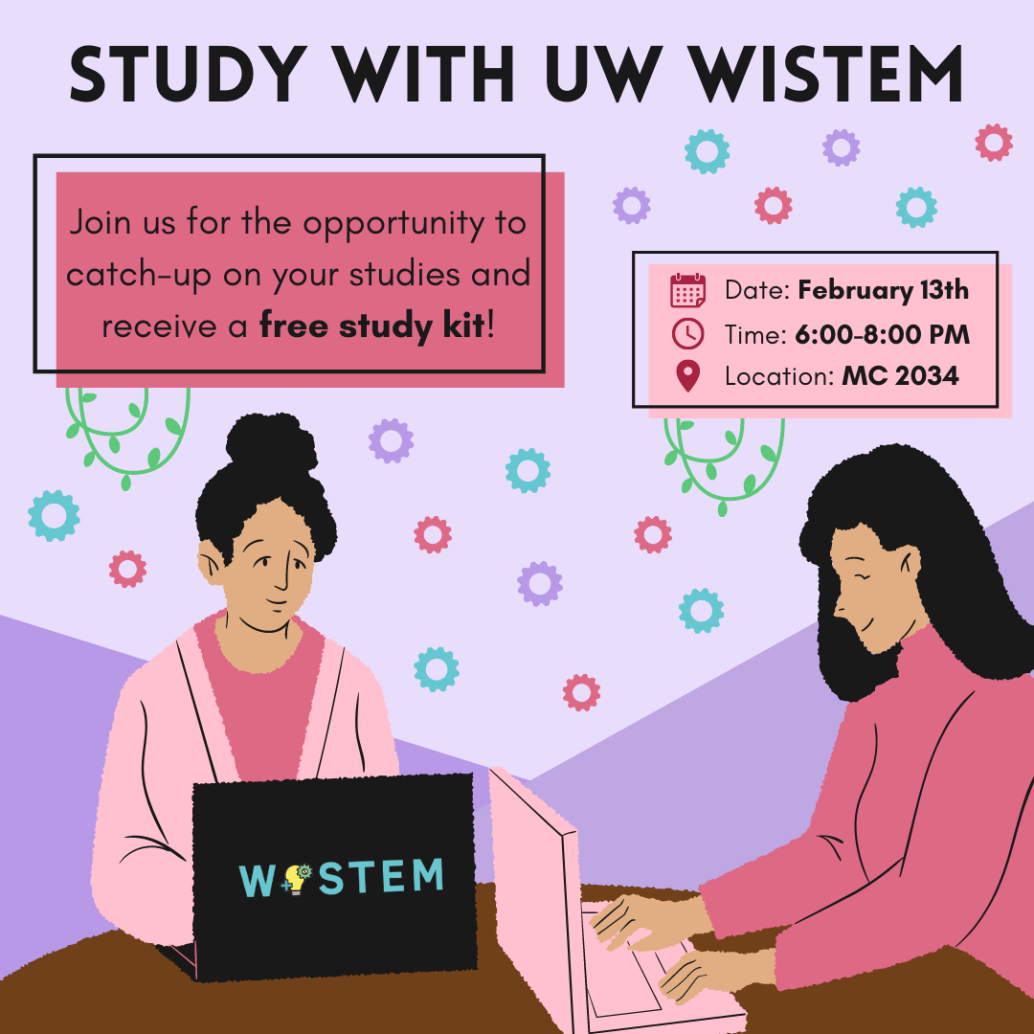 STUDY WITH UW WISTEM
Join us for the opportunity to
catch-up on your studies and
receive a free study kit!
Date: February 13th
Time: 6:00-8:00 PM
Location: MC 2034
WISTEM